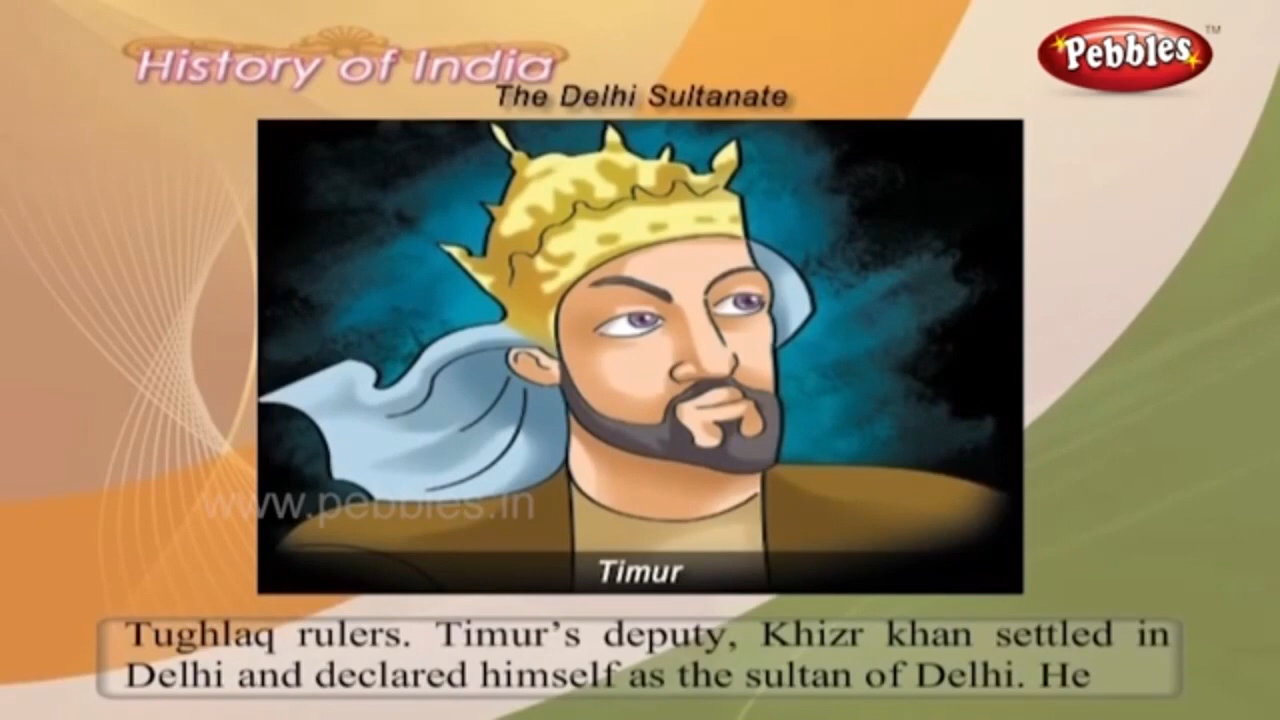 History of India
The Delhi Sultanate
Pebbles
TM
www.pebbles.in
Timur
Tughlaq rulers. Timur's deputy, Khizr khan settled in
Delhi and declared himself as the sultan of Delhi. He